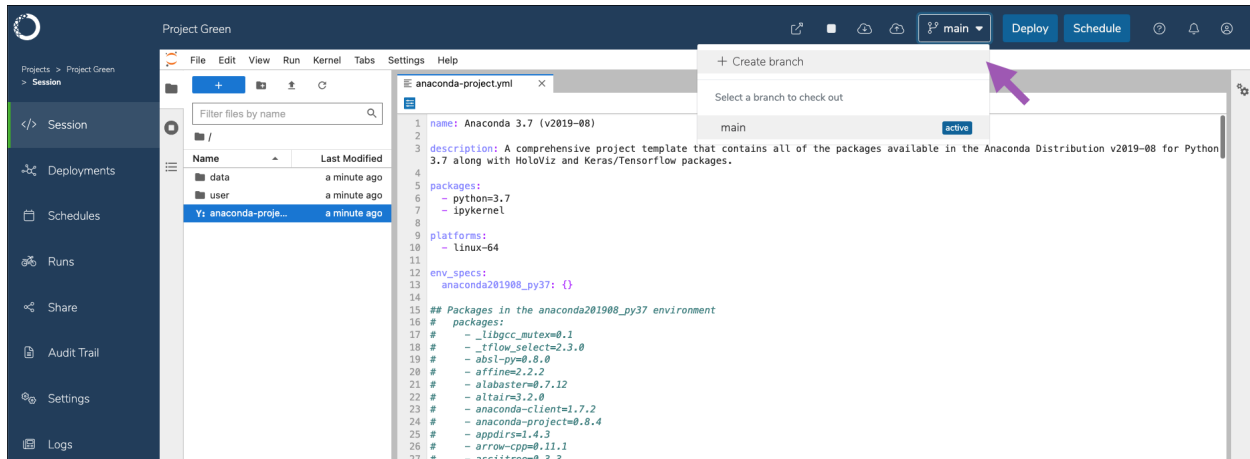 Project Green
main
Deploy
Schedule
Projects > Project Green
> Session
Session
Deployments
Schedules
Runs
Share
Audit Trail
Settings
Logs
File Edit View Run Kernel Tabs Settings Help
+
Filter files by name
/
Name Last Modified
data a minute ago
user a minute ago
Y: anaconda-proje... a minute ago
anaconda-project.yml ×
+ Create branch
Select a branch to check out
main active
1 name: Anaconda 3.7 (v2019-08)
2
3 description: A comprehensive project template that contains all of the packages available in the Anaconda Distribution v2019-08 for Python
3.7 along with HoloViz and Keras/Tensorflow packages.
4
5 packages:
6 - python=3.7
7 - ipykernel
8
9 platforms:
10 - linux-64
11
12 env_specs:
13 anaconda201908_py37: {}
14
15 ## Packages in the anaconda201908_py37 environment
16 # packages:
17 # - _libgcc_mutex=0.1
18 # - _tflow_select=2.3.0
19 # - absl-py=0.8.0
20 # - affine=2.2.2
21 # - alabaster=0.7.12
22 # - altair=3.2.0
23 # - anaconda-client=1.7.2
24 # - anaconda-project=0.8.4
25 # - appdirs=1.4.3
26 # - arrow-cpp=0.11.1
27 # - asciitree=0.3.3